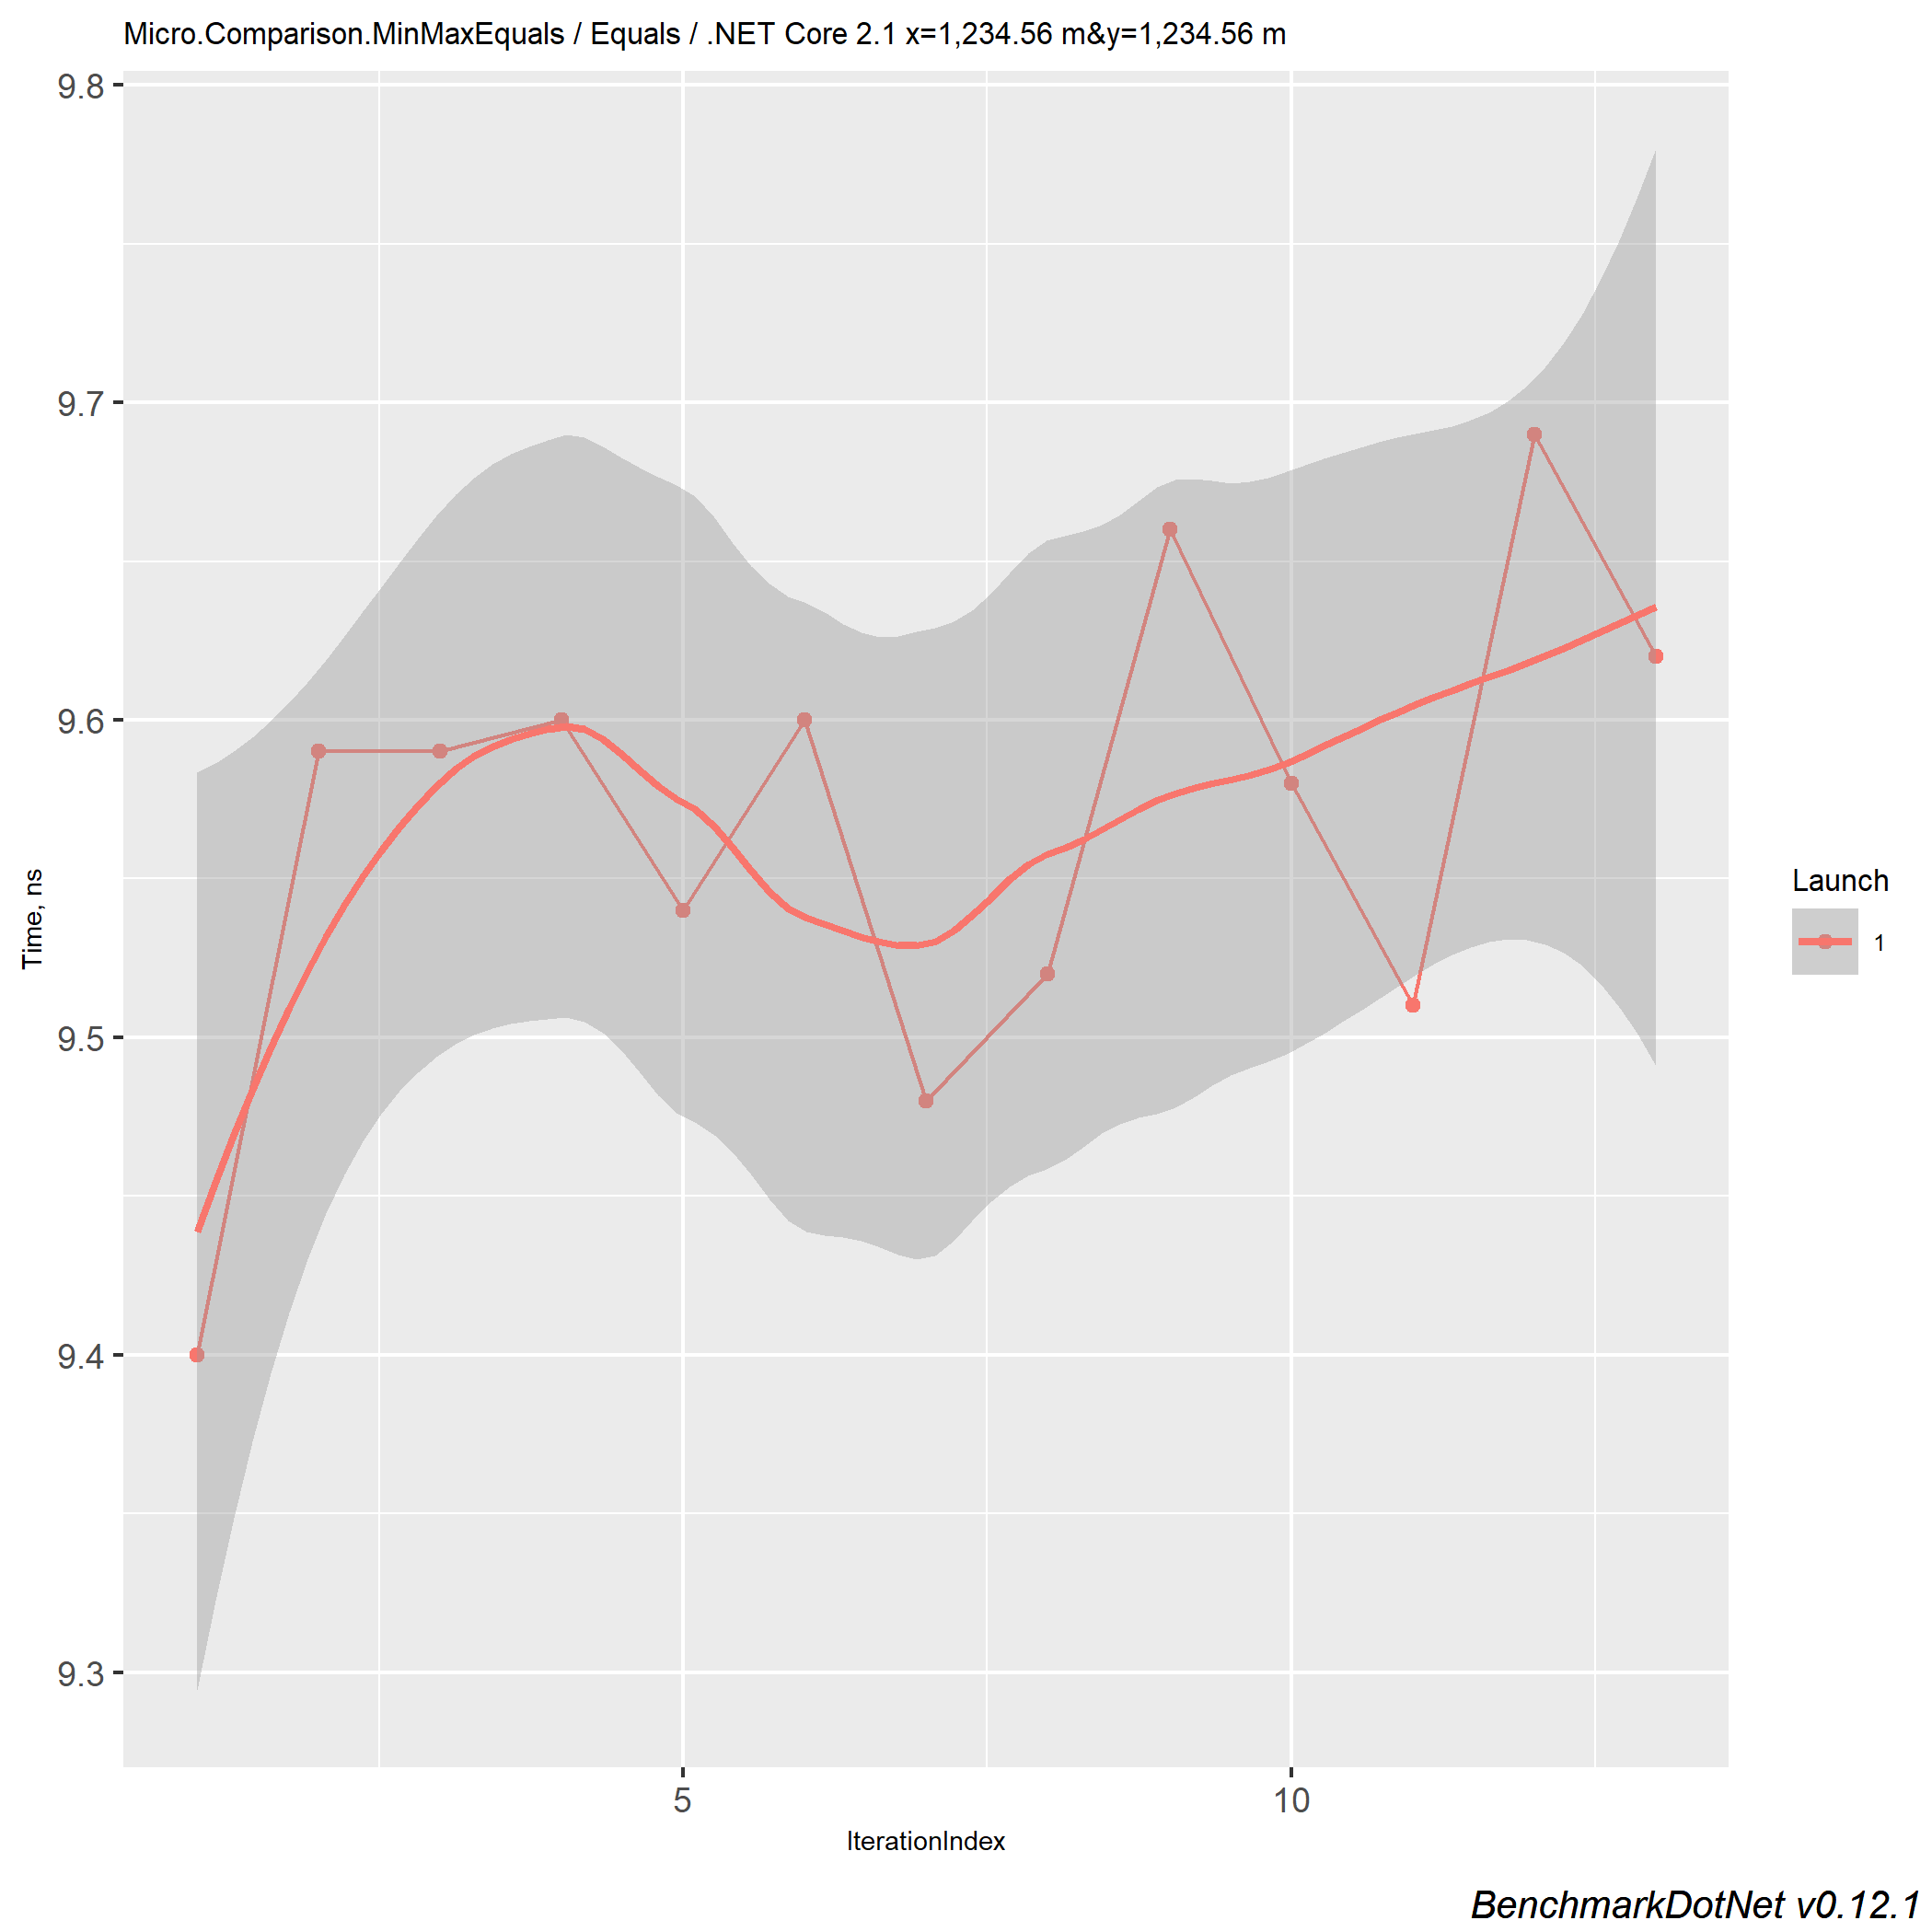 Micro.Comparison.MinMaxEquals / Equals / .NET Core 2.1 x=1,234.56 m&y=1,234.56 m
9.8
9.7
9.6
9.5
9.4
9.3
Time, ns
5
10
IterationIndex
Launch
1
BenchmarkDotNet v0.12.1